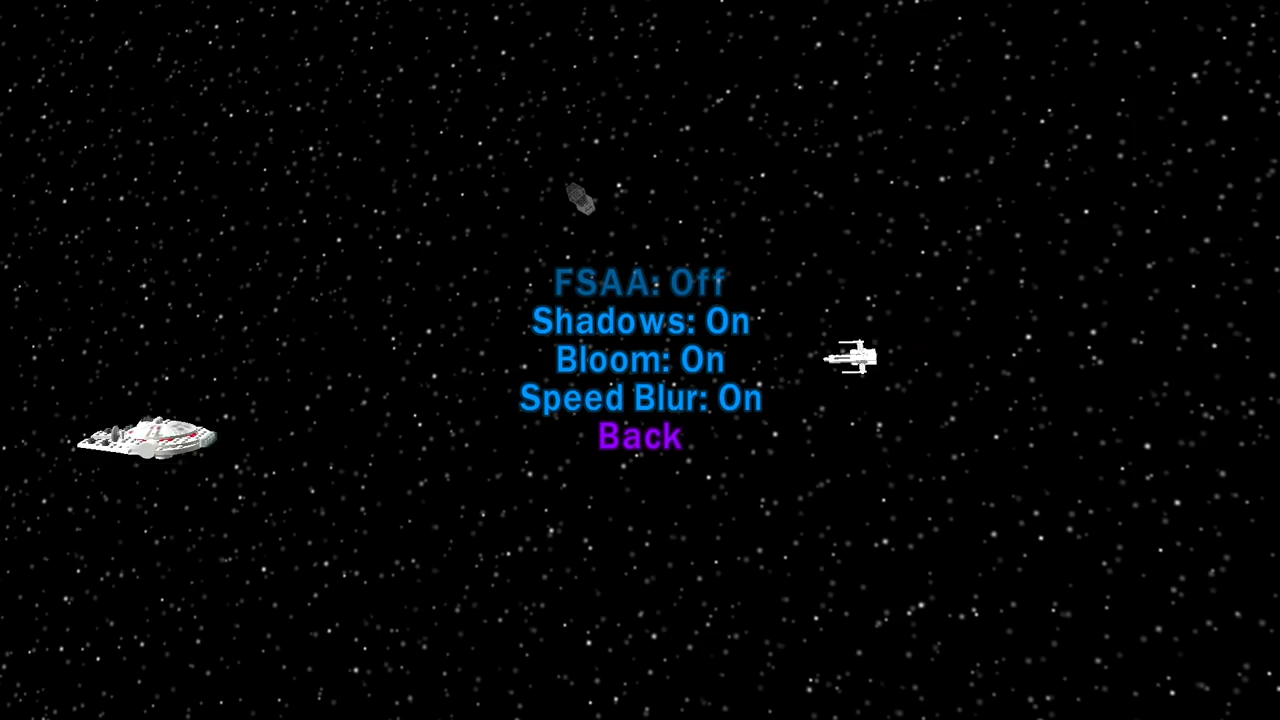 FSAA: Off
Shadows: On
Bloom: On
Speed Blur: On
Back